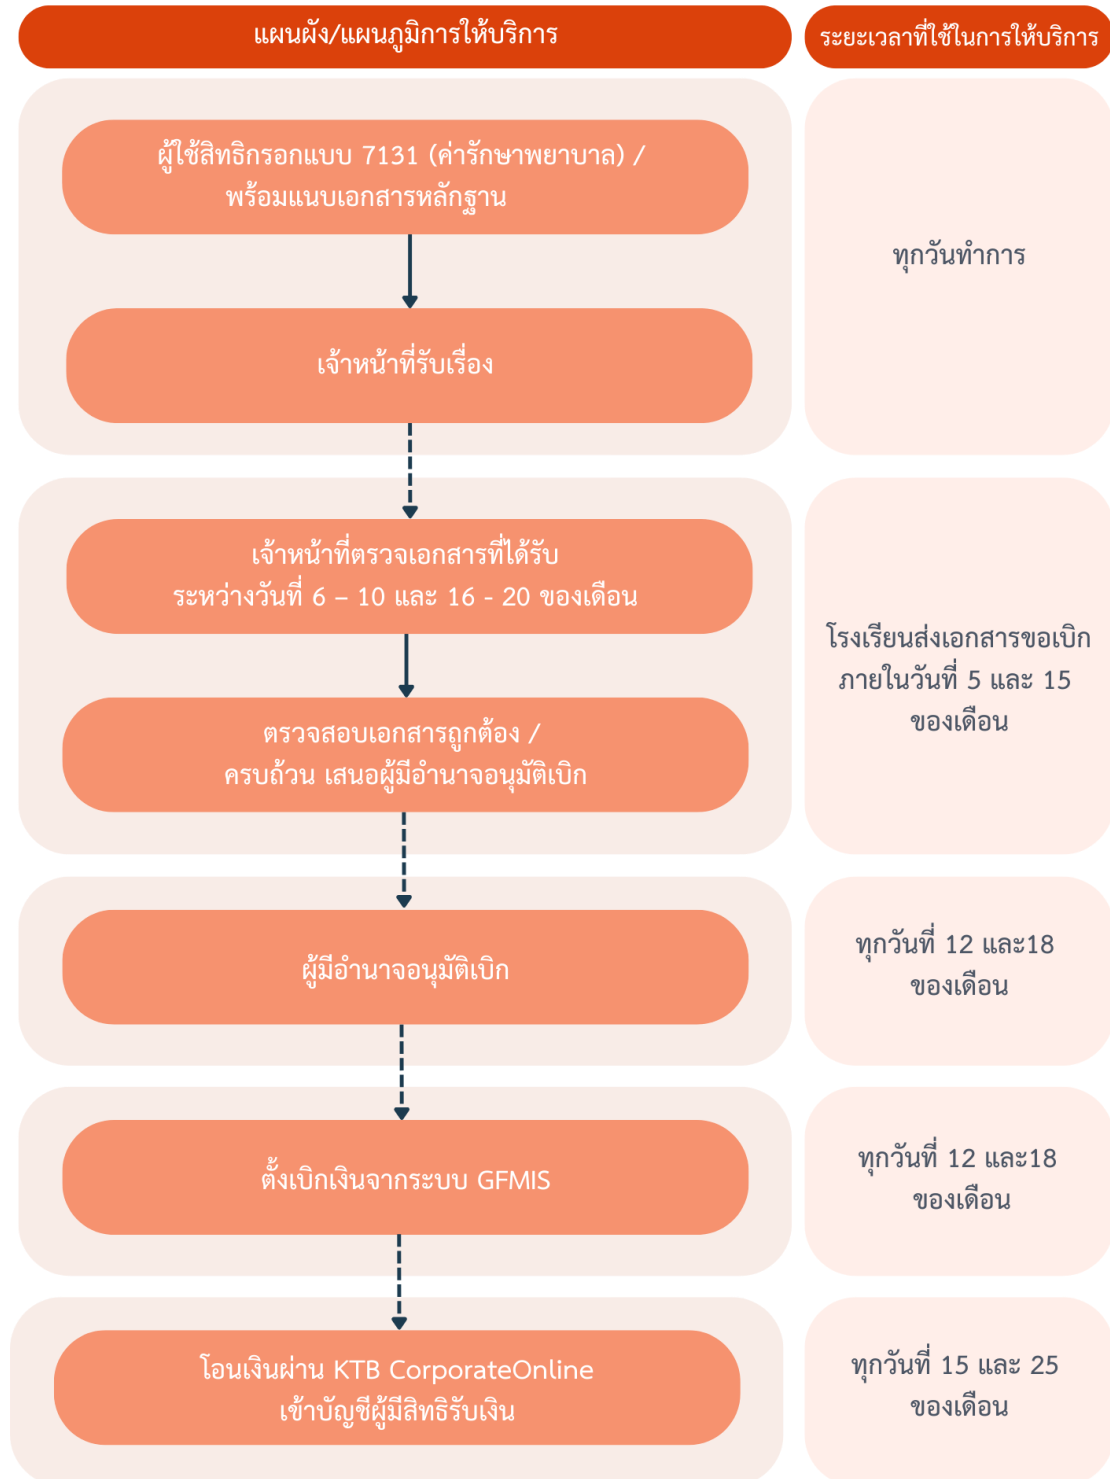 แผนผัง/แผนภูมิการให้บริการ
ระยะเวลาที่ใช้ในการให้บริการ
ผู้ใช้สิทธิกรอกแบบ 7131 (ค่ารักษาพยาบาล) /
พร้อมแนบเอกสารหลักฐาน
ทุกวันทำการ
เจ้าหน้าที่รับเรื่อง
เจ้าหน้าที่ตรวจเอกสารที่ได้รับ
ระหว่างวันที่ 6 – 10 และ 16 - 20 ของเดือน
โรงเรียนส่งเอกสารขอเบิก
ภายในวันที่ 5 และ 15
ของเดือน
ตรวจสอบเอกสารถูกต้อง /
ครบถ้วน เสนอผู้มีอำนาจอนุมัติเบิก
ผู้มีอำนาจอนุมัติเบิก
ทุกวันที่ 12 และ18
ของเดือน
ตั้งเบิกเงินจากระบบ GFMIS
ทุกวันที่ 12 และ18
ของเดือน
โอนเงินผ่าน KTB CorporateOnline
เข้าบัญชีผู้มีสิทธิรับเงิน
ทุกวันที่ 15 และ 25
ของเดือน